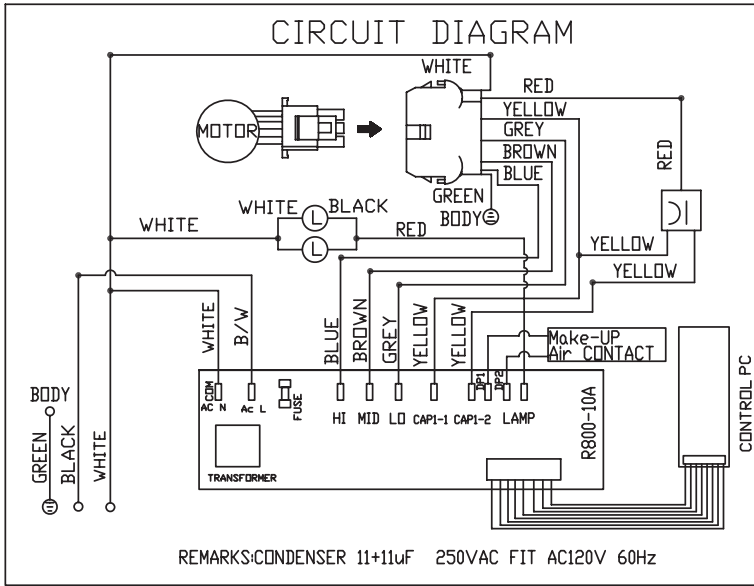 CIRCUIT DIAGRAM
WHITE
RED
YELLOW
GREY
BROWN
BLUE
GREEN
BODY
MOTOR
RED
WHITE
WHITE
L
BLACK
L
RED
YELLOW
YELLOW
WHITE
B/W
BLUE
BROWN
GREY
YELLOW
YELLOW
Make-UP
Air CONTACT
DP1
DP2
COM
AC N
Ac L
FUSE
HI
MID
LO
CAP1-1
CAP1-2
LAMP
R800-10A
TRANSFORMER
CONTROL PC
BODY
GREEN
BLACK
WHITE
REMARKS:CONDENSER 11+11uF 250VAC FIT AC120V 60Hz